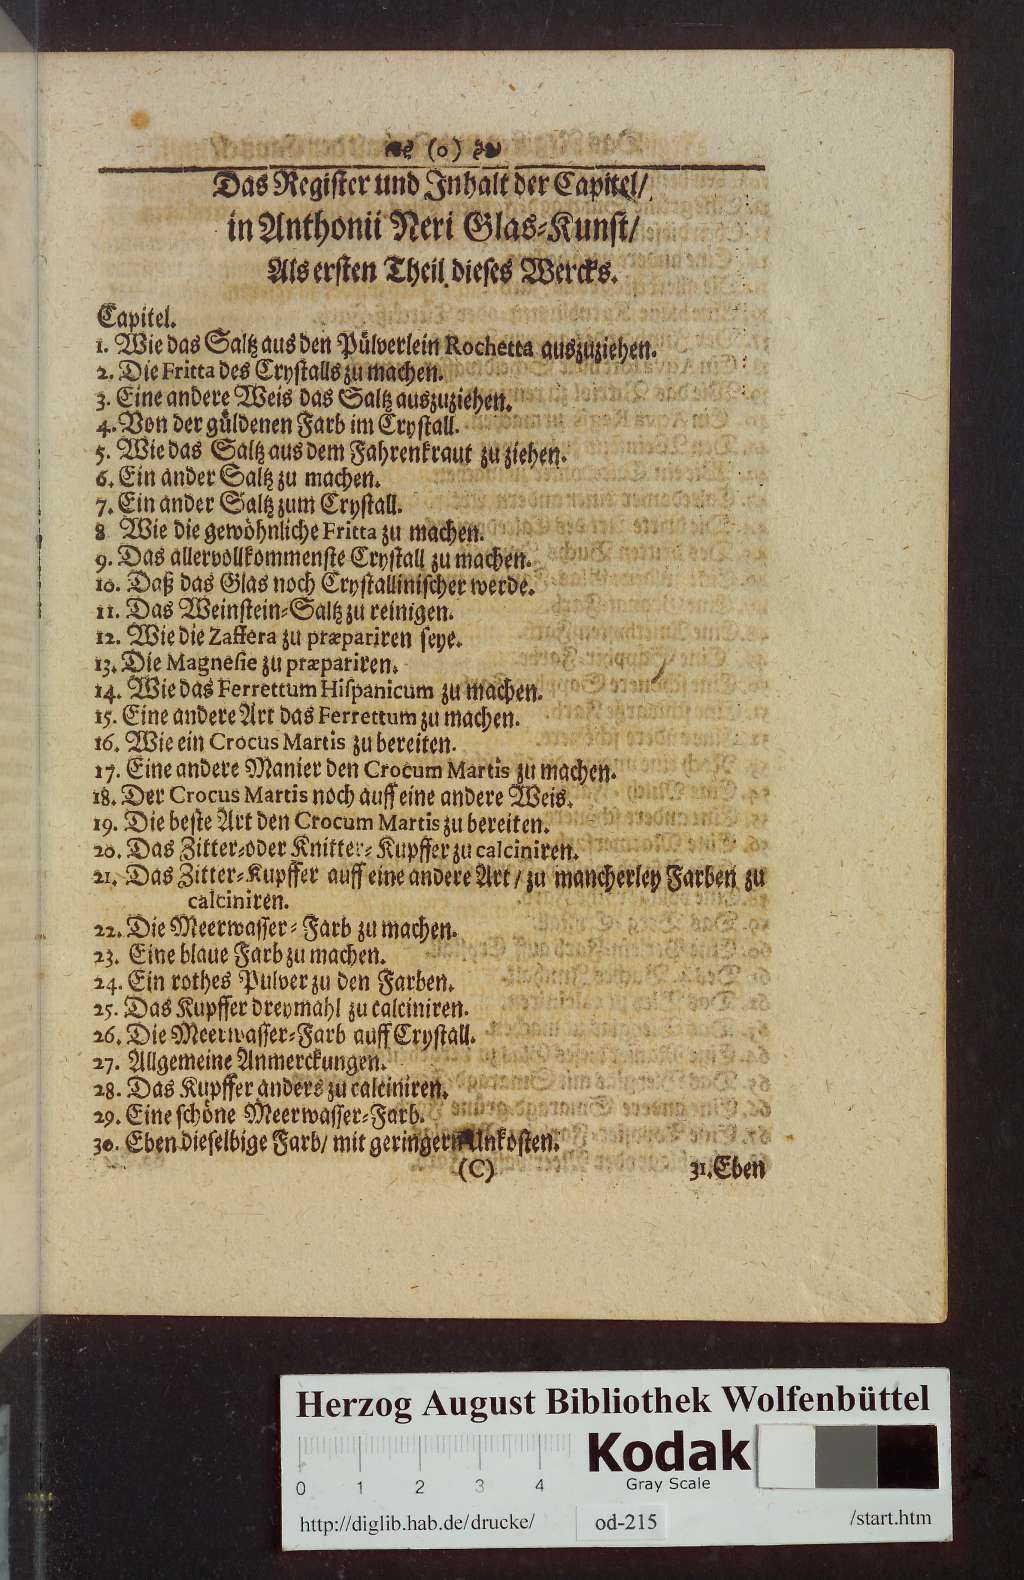 (o)
Das Register und Inhalt der Capitel/
in Anthonii Neri Glas-Kunst/
Als ersten Theil dieses Wercks.
Capitel.
1. Wie das Saltz aus den Pülverlein Rochetta auszuziehen.
2. Die Fritta des Crystalls zu machen.
3. Eine andere Weis das Saltz auszuziehen.
4. Von der güldenen Farb im Crystall.
5. Wie das Saltz aus dem Fahrenkraut zu ziehen.
6. Ein ander Saltz zu machen.
7. Ein ander Saltz zum Crystall.
8 Wie die gewöhnliche Fritta zu machen.
9. Das allervollkommenste Crystall zu machen.
10. Daß das Glas noch Crystallinischer werde.
11. Das Weinstein-Saltz zu reinigen.
12. Wie die Zaffera zu præpariren seye.
13. Die Magnesie zu præpariren.
14. Wie das Ferrettum Hispanicum zu machen.
15. Eine andere Art das Ferrettum zu machen.
16. Wie ein Crocus Martis zu bereiten.
17. Eine andere Manier den Crocum Martis zu machen.
18. Der Crocus Martis noch auff eine andere Weis.
19. Die beste Art den Crocum Martis zu bereiten.
20. Das Zitter-oder Knitter-Kupffer zu calciniren.
21. Das Zitter-Kupffer auff eine andere Art/ zu mancherley Farben zu
calciniren.
22. Die Meerwasser-Farb zu machen.
23. Eine blaue Farb zu machen.
24. Ein rothes Pulver zu den Farben.
25. Das Kupffer dreymahl zu calciniren.
26. Die Meerwasser-Farb auff Crystall.
27. Allgemeine Anmerckungen.
28. Das Kupffer anders zu calciniren.
29. Eine schöne Meerwasser-Farb.
30. Eben dieselbige Farb/ mit geringern Unkosten.
(C) 31. Eben
Herzog August Bibliothek Wolfenbüttel
Kodak
Gray Scale
0 1 2 3 4
http://diglib.hab.de/drucke/ od-215 /start.htm